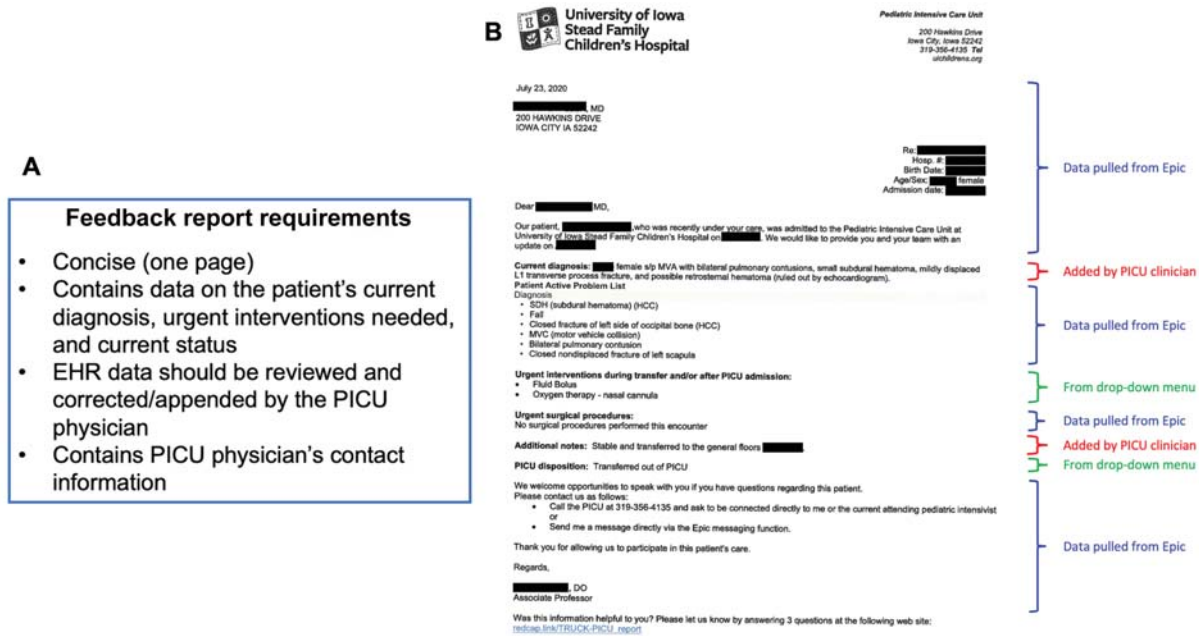 A
Feedback report requirements
• Concise (one page)
• Contains data on the patient's current
diagnosis, urgent interventions needed,
and current status
• EHR data should be reviewed and
corrected/appended by the PICU
physician
• Contains PICU physician's contact
information
B
University of Iowa
Stead Family
Children's Hospital
Pediatric Intensive Care Unit
200 Hawkins Drive
Iowa City, Iowa 52242
319-356-4135 Tel
uichildrens.org
July 23, 2020
, MD
200 HAWKINS DRIVE
IOWA CITY IA 52242
Re:
Hosp. #:
Birth Date:
Age/Sex: female
Admission date:
Data pulled from Epic
Dear MD,
Our patient, ,who was recently under your care, was admitted to the Pediatric Intensive Care Unit at
University of Iowa Stead Family Children's Hospital on . We would like to provide you and your team with an
update on
Current diagnosis: female s/p MVA with bilateral pulmonary contusions, small subdural hematoma, mildly displaced
L1 transverse process fracture, and possible retrosternal hematoma (ruled out by echocardiogram).
Added by PICU clinician
Patient Active Problem List
Diagnosis
• SDH (subdural hematoma) (HCC)
• Fall
• Closed fracture of left side of occipital bone (HCC)
• MVC (motor vehicle collision)
• Bilateral pulmonary contusion
• Closed nondisplaced fracture of left scapula
Data pulled from Epic
Urgent interventions during transfer and/or after PICU admission:
• Fluid Bolus
• Oxygen therapy - nasal cannula
From drop-down menu
Urgent surgical procedures:
No surgical procedures performed this encounter
Data pulled from Epic
Additional notes: Stable and transferred to the general floors .
Added by PICU clinician
PICU disposition: Transferred out of PICU
From drop-down menu
We welcome opportunities to speak with you if you have questions regarding this patient.
Please contact us as follows:
• Call the PICU at 319-356-4135 and ask to be connected directly to me or the current attending pediatric intensivist
or
• Send me a message directly via the Epic messaging function.
Thank you for allowing us to participate in this patient's care.
Data pulled from Epic
Regards,
, DO
Associate Professor
Was this information helpful to you? Please let us know by answering 3 questions at the following web site:
redcap.link/TRUCK-PICU_report